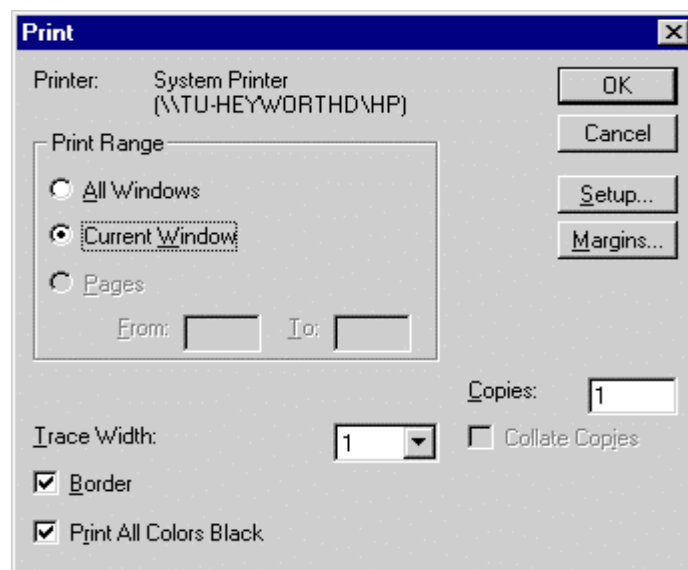 Print
Printer: System Printer
(\\TU-HEYWORTHD\HP)
OK
Cancel
Print Range
All Windows
Current Window
Pages
From: To:
Setup...
Margins...
Copies: 1
Trace Width: 1
Collate Copies
Border
Print All Colors Black